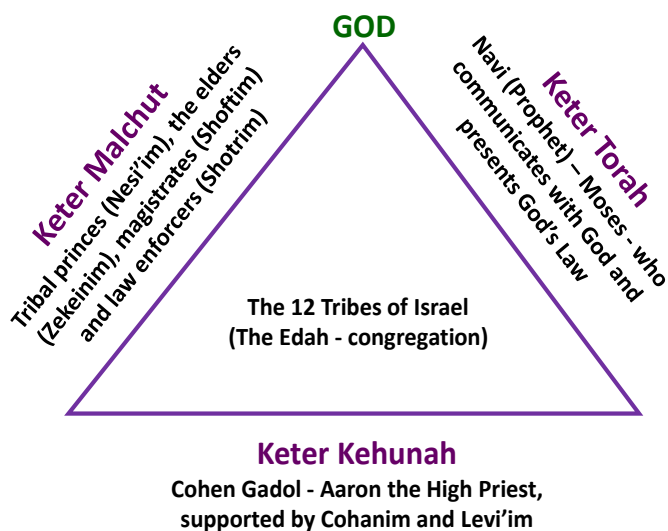 GOD
Keter Malchut
Tribal princes (Nesi’im), the elders
(Zekeinim), magistrates (Shoftim)
and law enforcers (Shotrim)
Keter Torah
Navi (Prophet) – Moses - who
communicates with God and
presents God’s Law
The 12 Tribes of Israel
(The Edah - congregation)
Keter Kehunah
Cohen Gadol - Aaron the High Priest,
supported by Cohanim and Levi’im